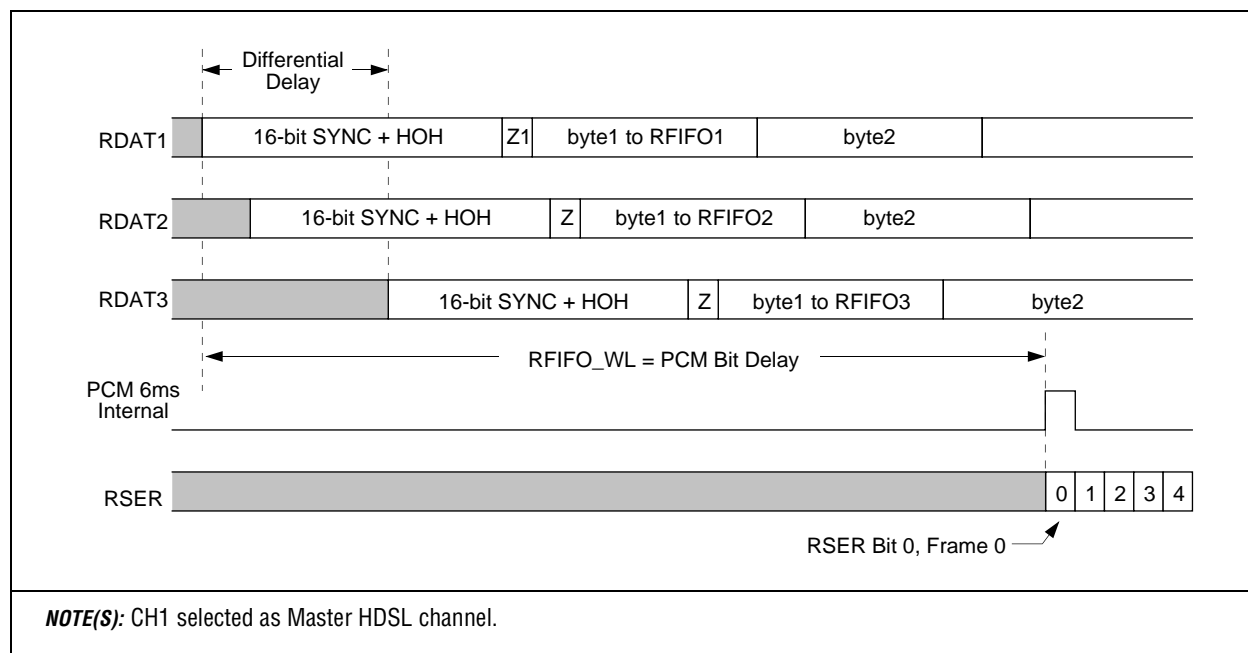 Differential
Delay
RDAT1 16-bit SYNC + HOH Z1 byte1 to RFIFO1 byte2
RDAT2 16-bit SYNC + HOH Z byte1 to RFIFO2 byte2
RDAT3 16-bit SYNC + HOH Z byte1 to RFIFO3 byte2
RFIFO_WL = PCM Bit Delay
PCM 6ms
Internal
RSER 0 1 2 3 4
RSER Bit 0, Frame 0
NOTE(S): CH1 selected as Master HDSL channel.